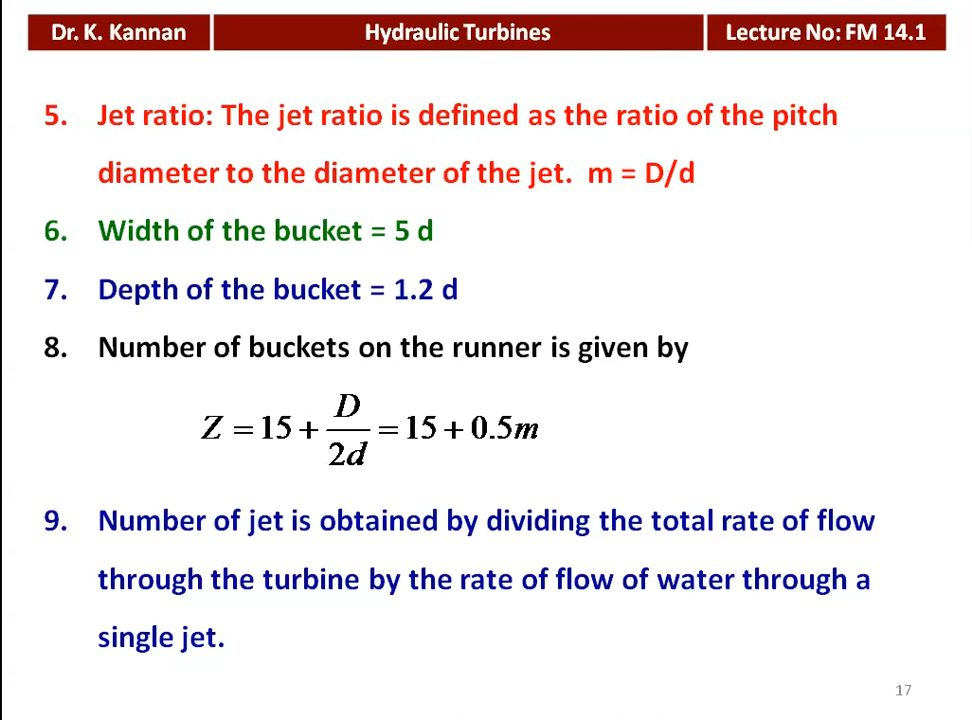 Dr. K. Kannan Hydraulic Turbines Lecture No: FM 14.1
5. Jet ratio: The jet ratio is defined as the ratio of the pitch
diameter to the diameter of the jet. m = D/d
6. Width of the bucket = 5 d
7. Depth of the bucket = 1.2 d
8. Number of buckets on the runner is given by
Z = 15 + D/2d = 15 + 0.5m
9. Number of jet is obtained by dividing the total rate of flow
through the turbine by the rate of flow of water through a
single jet.
17